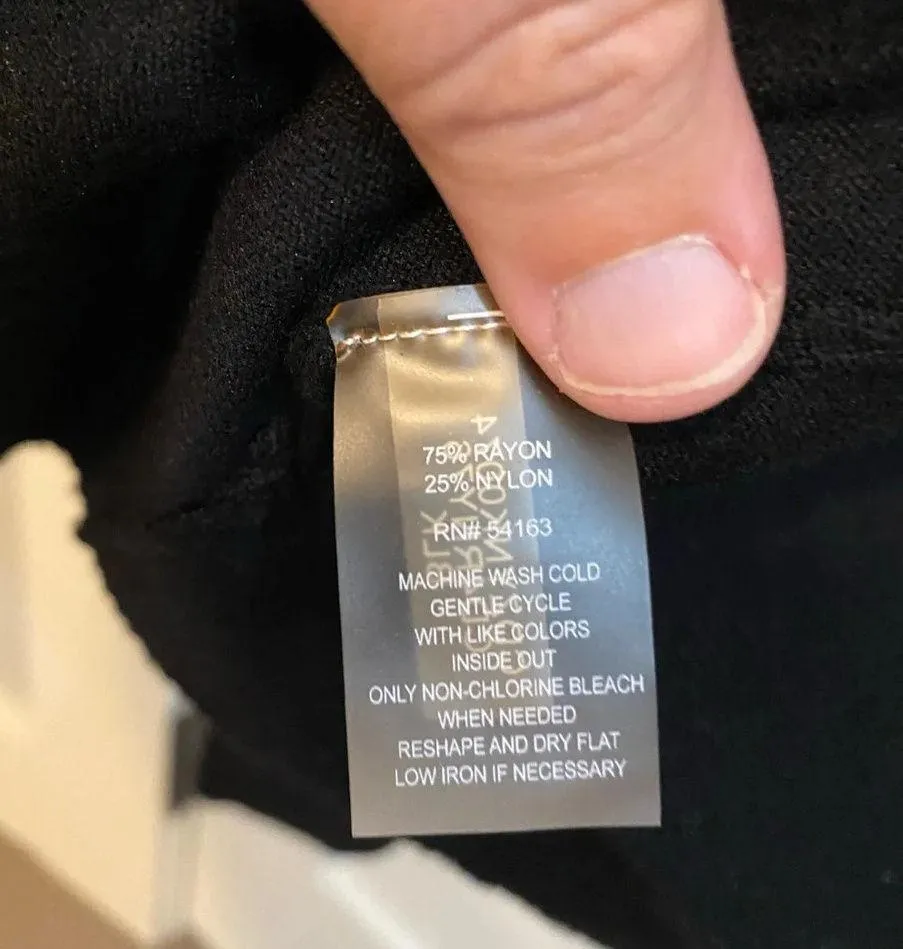 75% RAYON
25% NYLON
RN# 54163
MACHINE WASH COLD
GENTLE CYCLE
WITH LIKE COLORS
INSIDE OUT
ONLY NON-CHLORINE BLEACH
WHEN NEEDED
RESHAPE AND DRY FLAT
LOW IRON IF NECESSARY